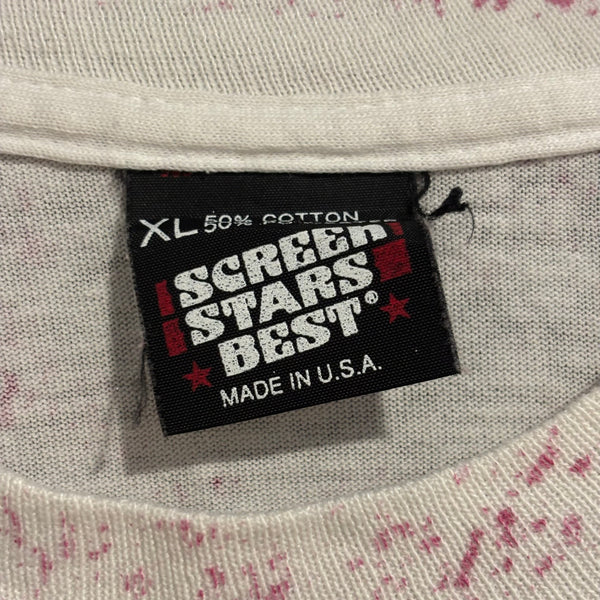 XL 50% COTTON
SCREEN
STARS
BEST®
MADE IN U.S.A.